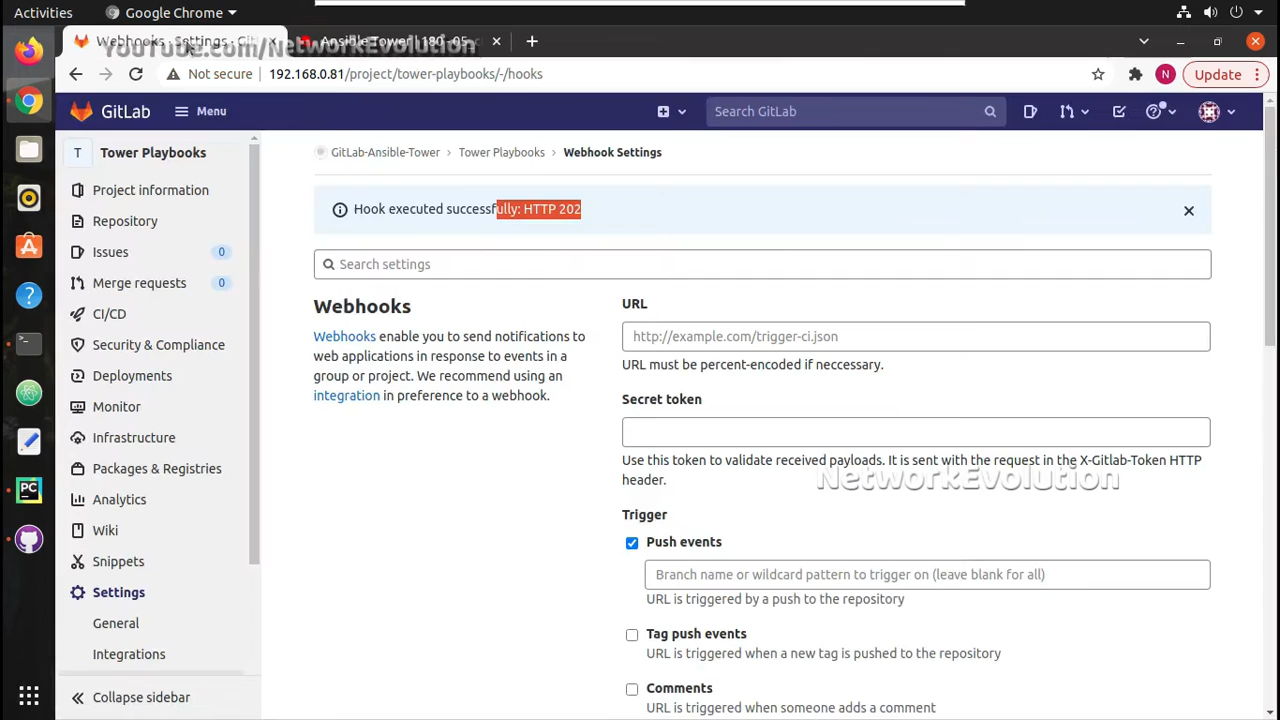 Activities
Google Chrome
Webhooks · Settings · Git
Ansible Tower | 180 -05-c
YouTube.com/NetworkEvolution
Not secure
192.168.0.81/project/tower-playbooks/-/hooks
N
Update
GitLab
Menu
Search GitLab
T
Tower Playbooks
Project information
Repository
Issues
0
Merge requests
0
CI/CD
Security & Compliance
Deployments
Monitor
Infrastructure
Packages & Registries
Analytics
Wiki
Snippets
Settings
General
Integrations
Collapse sidebar
GitLab-Ansible-Tower › Tower Playbooks › Webhook Settings
Hook executed successfully: HTTP 202
Search settings
Webhooks
Webhooks enable you to send notifications to
web applications in response to events in a
group or project. We recommend using an
integration in preference to a webhook.
URL
http://example.com/trigger-ci.json
URL must be percent-encoded if neccessary.
Secret token
Use this token to validate received payloads. It is sent with the request in the X-Gitlab-Token HTTP
header.
NetworkEvolution
Trigger
Push events
Branch name or wildcard pattern to trigger on (leave blank for all)
URL is triggered by a push to the repository
Tag push events
URL is triggered when a new tag is pushed to the repository
Comments
URL is triggered when someone adds a comment
PC